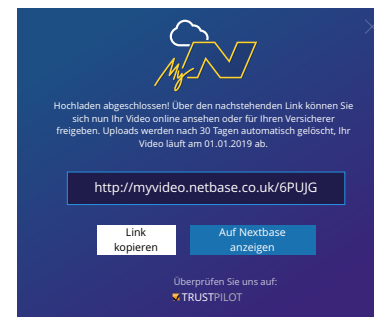 My N
Hochladen abgeschlossen! Über den nachstehenden Link können Sie
sich nun Ihr Video online ansehen oder für Ihren Versicherer
freigeben. Uploads werden nach 30 Tagen automatisch gelöscht, Ihr
Video läuft am 01.01.2019 ab.
http://myvideo.netbase.co.uk/6PUJG
Link
kopieren
Auf Nextbase
anzeigen
Überprüfen Sie uns auf:
TRUSTPILOT